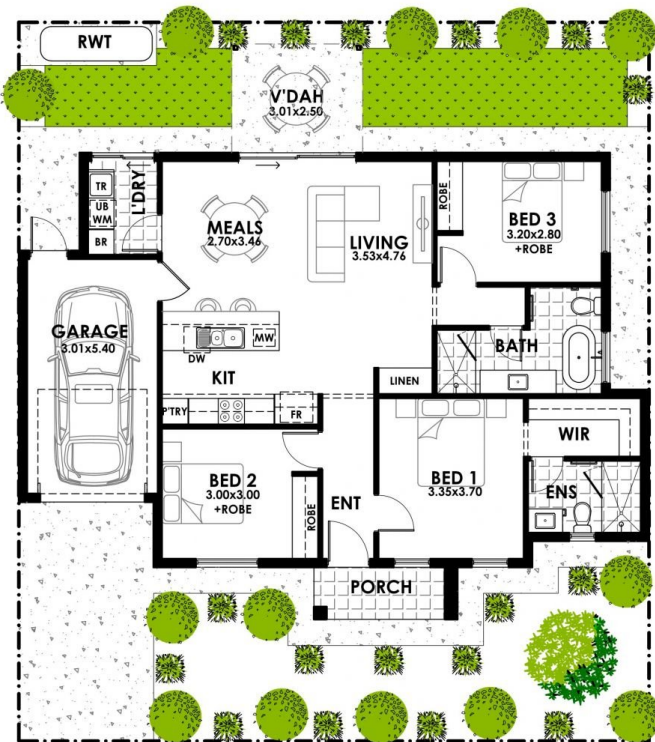 RWT
V'DAH
3.01x2.50
TR
UB
WM
BR
L'DRY
MEALS
2.70x3.46
LIVING
3.53x4.76
ROBE
BED 3
3.20x2.80
+ROBE
GARAGE
3.01x5.40
MW
DW
KIT
BATH
LINEN
P'TRY
FR
BED 2
3.00x3.00
+ROBE
ROBE
ENT
BED 1
3.35x3.70
WIR
ENS
PORCH